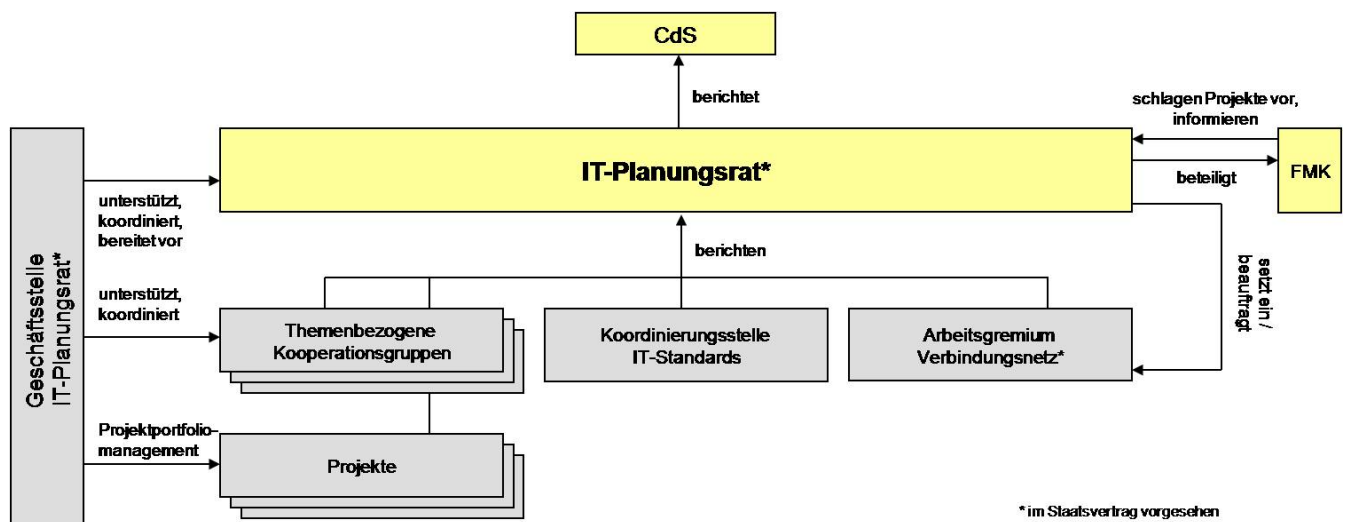 CdS
berichtet
schlagen Projekte vor,
informieren
IT-Planungsrat*
beteiligt
FMK
unterstützt,
koordiniert,
bereitet vor
berichten
setzt ein /
beauftragt
Geschäftsstelle
IT-Planungsrat*
unterstützt,
koordiniert
Themenbezogene
Kooperationsgruppen
Koordinierungsstelle
IT-Standards
Arbeitsgremium
Verbindungsnetz*
Projektportfolio-
management
Projekte
* im Staatsvertrag vorgesehen